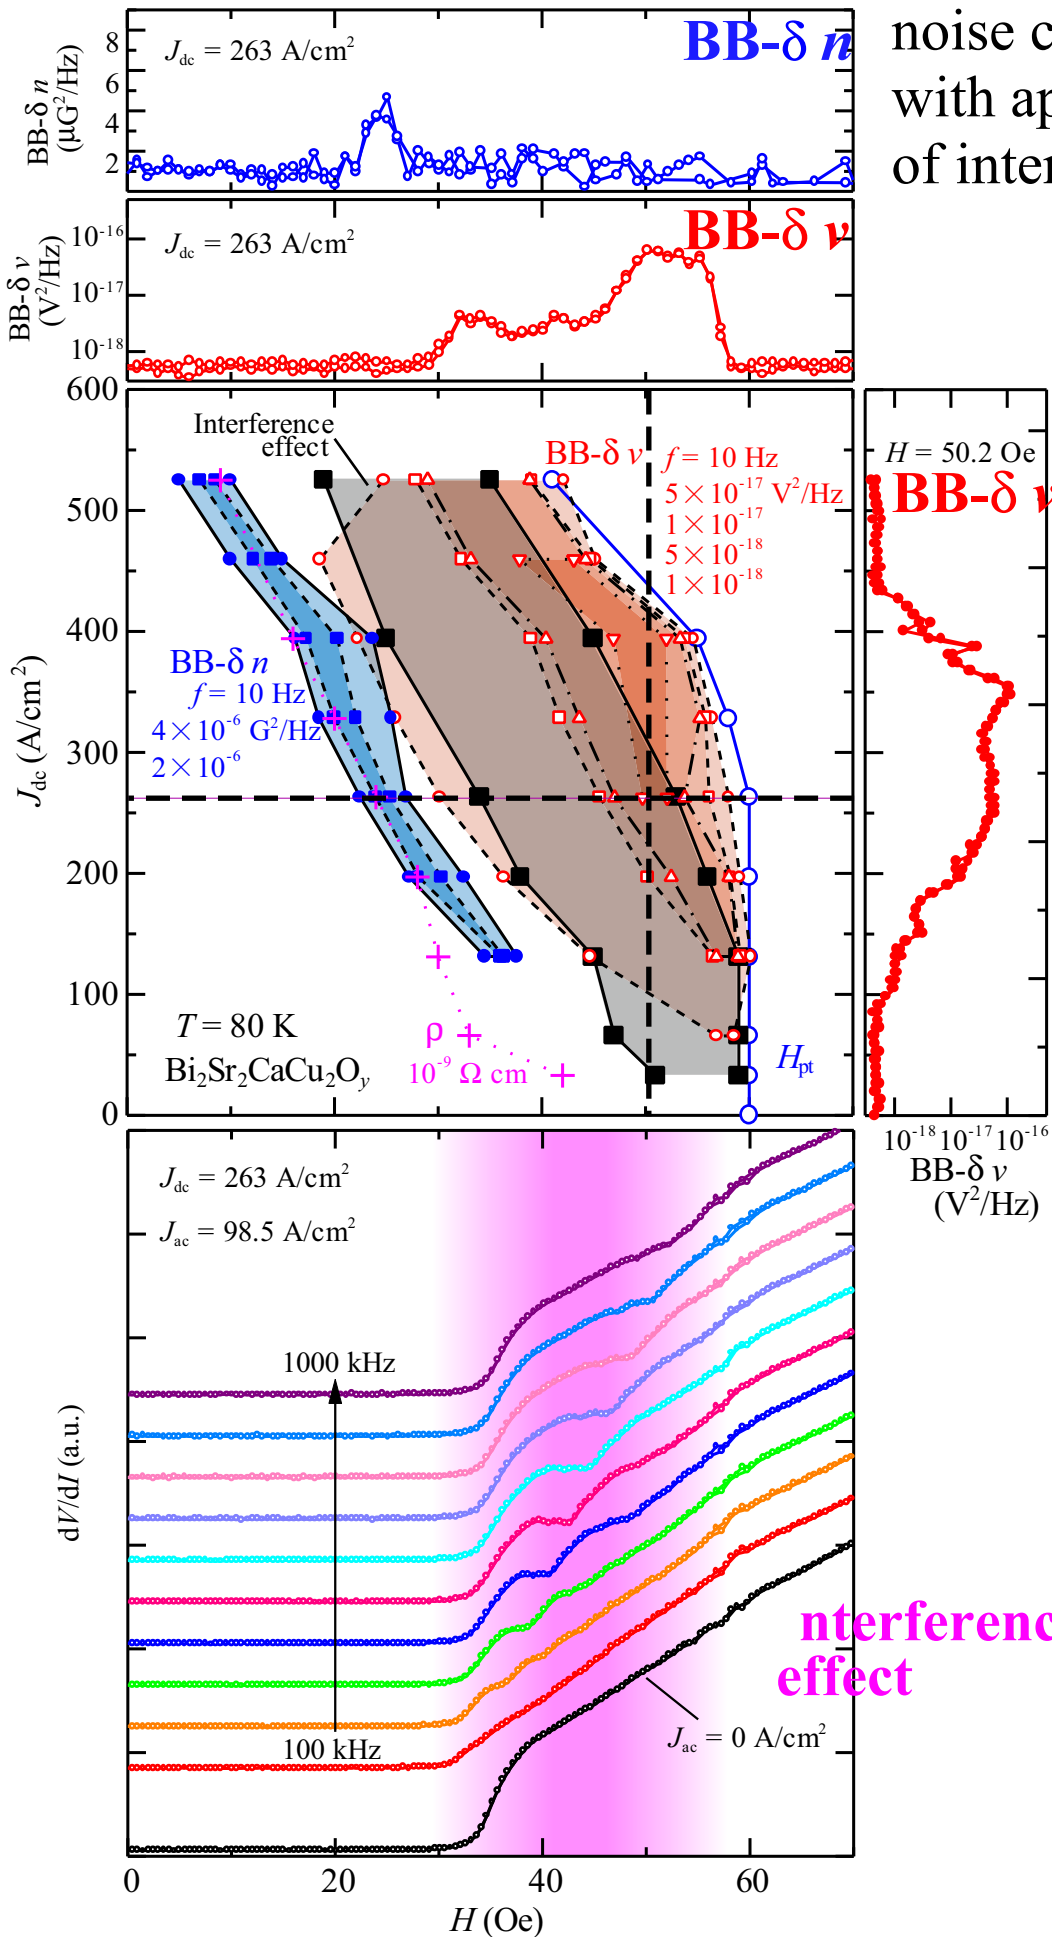 8
6
4
2
BB-δ n
(μG²/Hz)
J_dc = 263 A/cm²
BB-δ n
noise c
with ap
of inter
10⁻¹⁶
10⁻¹⁷
10⁻¹⁸
BB-δ v
(V²/Hz)
J_dc = 263 A/cm²
BB-δ v
600
500
400
300
200
100
0
J_dc (A/cm²)
Interference
effect
BB-δ v
f = 10 Hz
5×10⁻¹⁷ V²/Hz
1×10⁻¹⁷
5×10⁻¹⁸
1×10⁻¹⁸
BB-δ n
f = 10 Hz
4×10⁻⁶ G²/Hz
2×10⁻⁶
T = 80 K
Bi₂Sr₂CaCu₂O_y
ρ
10⁻⁹ Ω cm
H_pt
H = 50.2 Oe
BB-δ v
10⁻¹⁸ 10⁻¹⁷ 10⁻¹⁶
BB-δ v
(V²/Hz)
J_dc = 263 A/cm²
J_ac = 98.5 A/cm²
1000 kHz
100 kHz
dV/dI (a.u.)
nterferenc
effect
J_ac = 0 A/cm²
0 20 40 60
H (Oe)